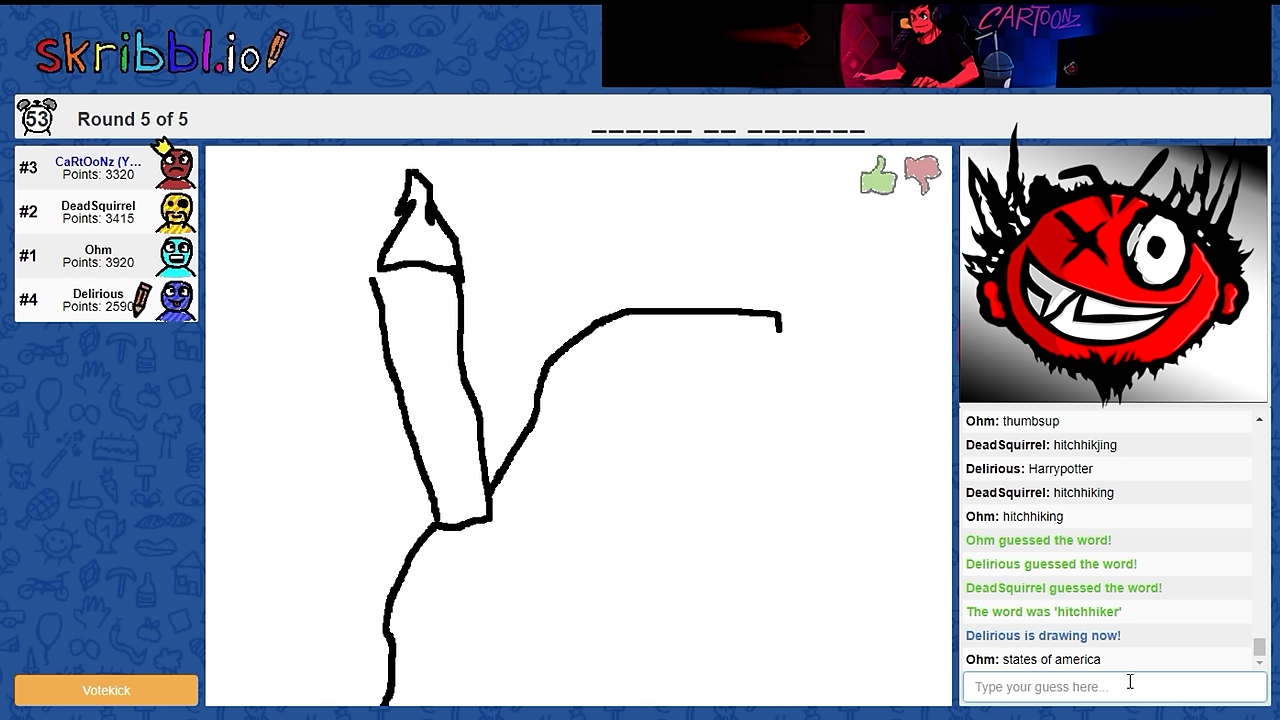 skribbl.io
CARTOONZ
53
Round 5 of 5
______ __ _______
#3 CaRtOoNz (Y...
Points: 3320
#2 DeadSquirrel
Points: 3415
#1 Ohm
Points: 3920
#4 Delirious
Points: 2590
Votekick
Ohm: thumbsup
DeadSquirrel: hitchhikjing
Delirious: Harrypotter
DeadSquirrel: hitchhiking
Ohm: hitchhiking
Ohm guessed the word!
Delirious guessed the word!
DeadSquirrel guessed the word!
The word was 'hitchhiker'
Delirious is drawing now!
Ohm: states of america
Type your guess here...